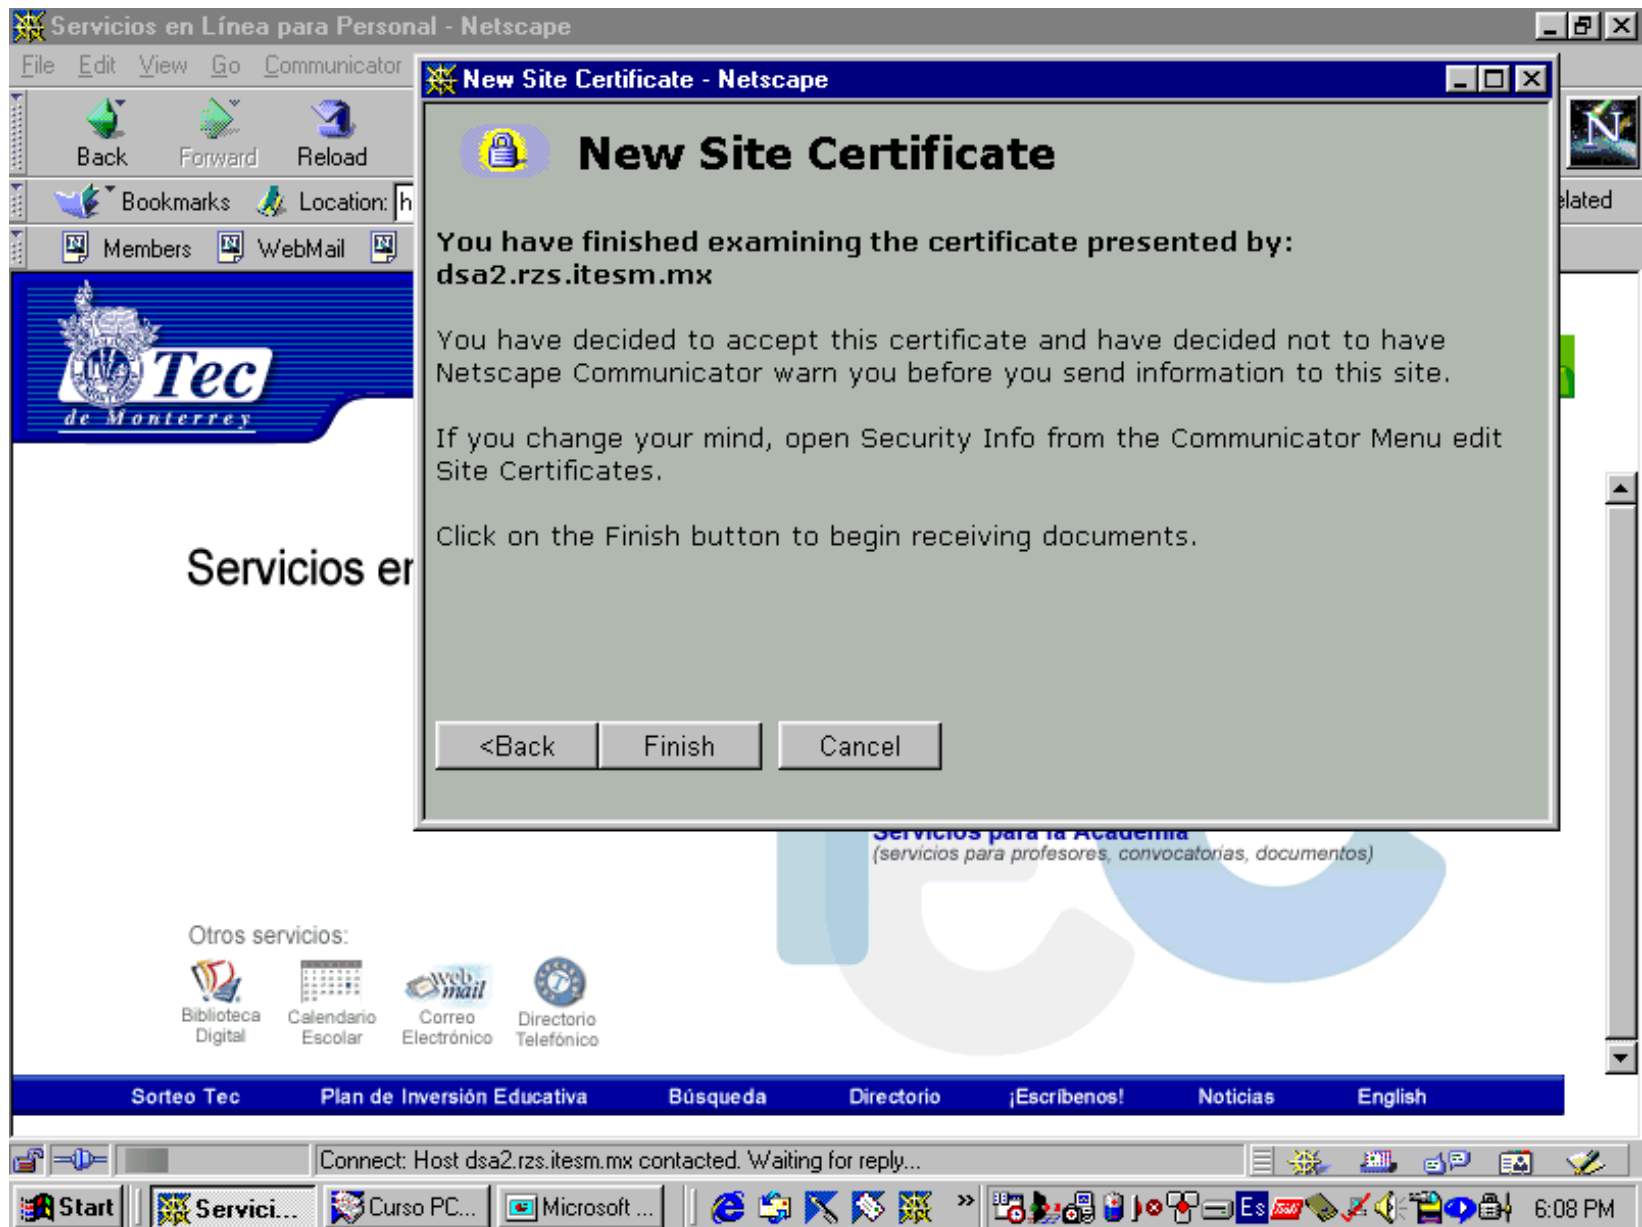 Servicios en Línea para Personal - Netscape
File Edit View Go Communicator
New Site Certificate - Netscape
Back Forward Reload
N
New Site Certificate
Bookmarks Location: h
elated
Members WebMail
You have finished examining the certificate presented by:
dsa2.rzs.itesm.mx
You have decided to accept this certificate and have decided not to have
Netscape Communicator warn you before you send information to this site.
Tec
de Monterrey
If you change your mind, open Security Info from the Communicator Menu edit
Site Certificates.
Click on the Finish button to begin receiving documents.
Servicios en
<Back Finish Cancel
Servicios para la Academia
(servicios para profesores, convocatorias, documentos)
Otros servicios:
web mail
Biblioteca Digital
Calendario Escolar
Correo Electrónico
Directorio Telefónico
Sorteo Tec Plan de Inversión Educativa Búsqueda Directorio ¡Escríbenos! Noticias English
Connect: Host dsa2.rzs.itesm.mx contacted. Waiting for reply...
Start Servici... Curso PC... Microsoft ... » Es 6:08 PM